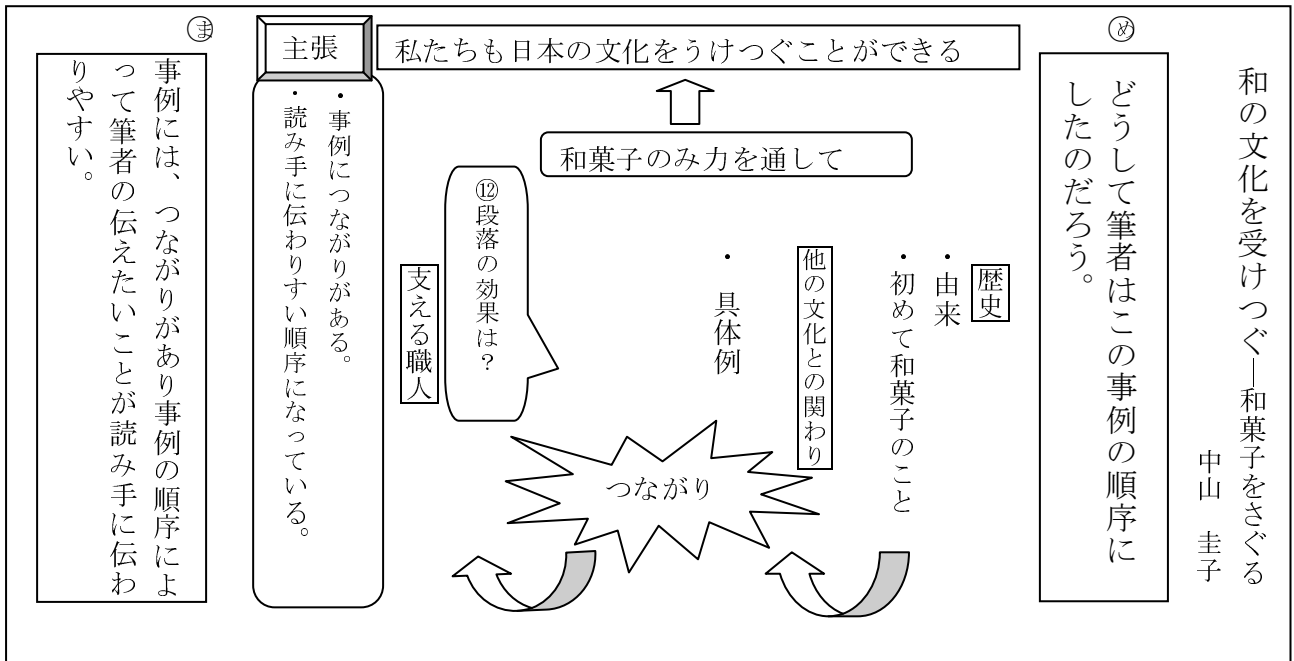 和の文化を受けつぐ―和菓子をさぐる
中山　圭子
め
どうして筆者はこの事例の順序に
したのだろう。
私たちも日本の文化をうけつぐことができる
和菓子のみ力を通して
歴史
・由来
・初めて和菓子のこと
他の文化との関わり
・　具体例
つながり
⑫段落の効果は？
支える職人
主張
・事例につながりがある。
・読み手に伝わりすい順序になっている。
ま
事例には、つながりがあり事例の順序によ
って筆者の伝えたいことが読み手に伝わ
りやすい。